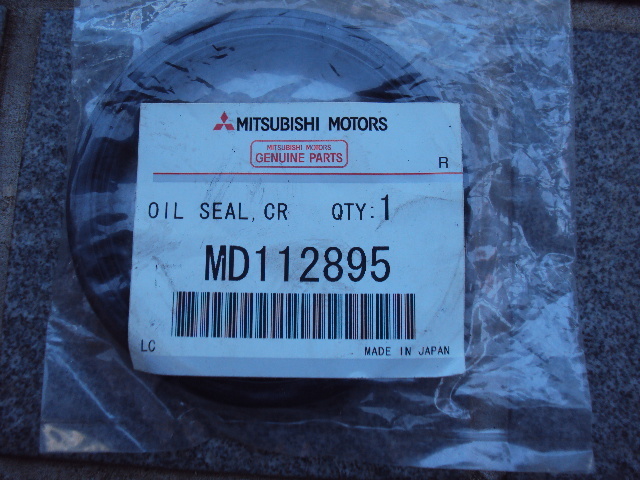 MITSUBISHI MOTORS
MITSUBISHI MOTORS
GENUINE PARTS
R
OIL SEAL, CR QTY:1
MD112895
LC MADE IN JAPAN